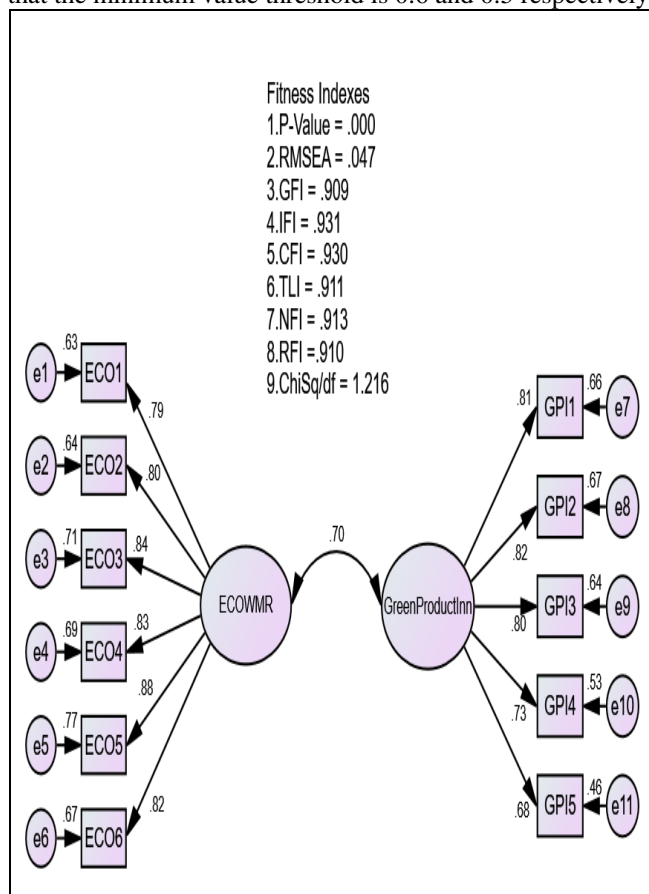 that the minimum value threshold is 0.6 and 0.5 respectively
Fitness Indexes
1.P-Value = .000
2.RMSEA = .047
3.GFI = .909
4.IFI = .931
5.CFI = .930
6.TLI = .911
7.NFI = .913
8.RFI =.910
9.ChiSq/df = 1.216
e1 .63 ECO1 .79
e2 .64 ECO2 .80
e3 .71 ECO3 .84
e4 .69 ECO4 .83
e5 .77 ECO5 .88
e6 .67 ECO6 .82
ECOWMR
.70
GreenProductInn
.81 GPI1 .66 e7
.82 GPI2 .67 e8
.80 GPI3 .64 e9
.73 GPI4 .53 e10
.68 GPI5 .46 e11